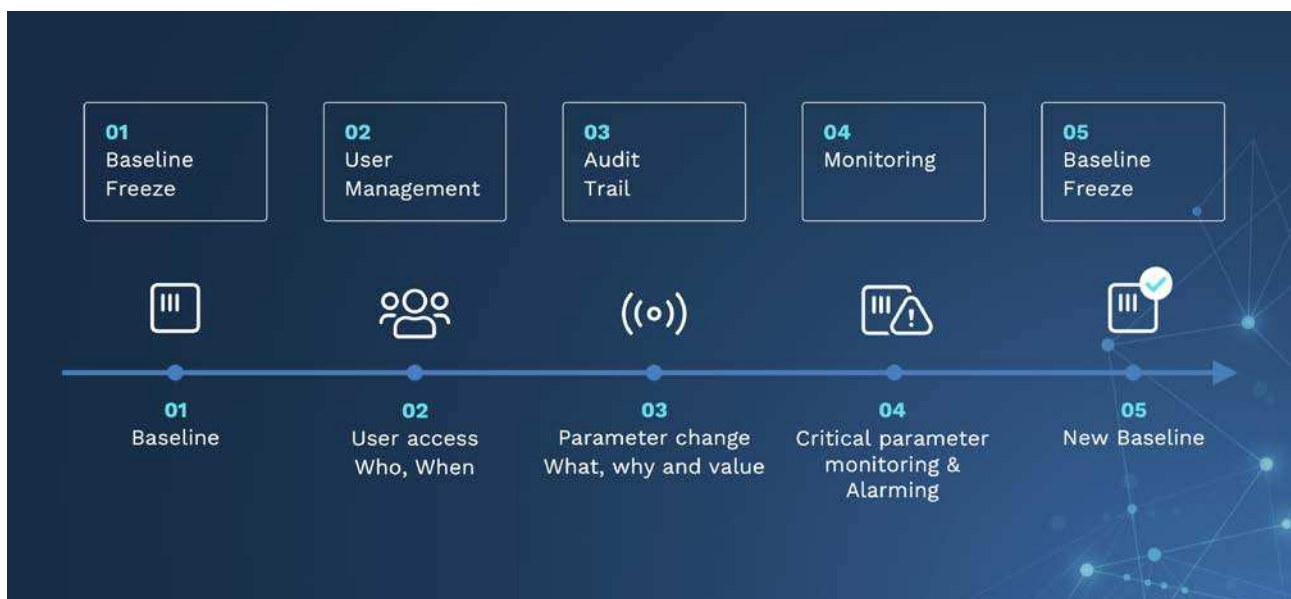 01
Baseline
Freeze
02
User
Management
03
Audit
Trail
04
Monitoring
05
Baseline
Freeze
01
Baseline
02
User access
Who, When
03
Parameter change
What, why and value
04
Critical parameter
monitoring &
Alarming
05
New Baseline